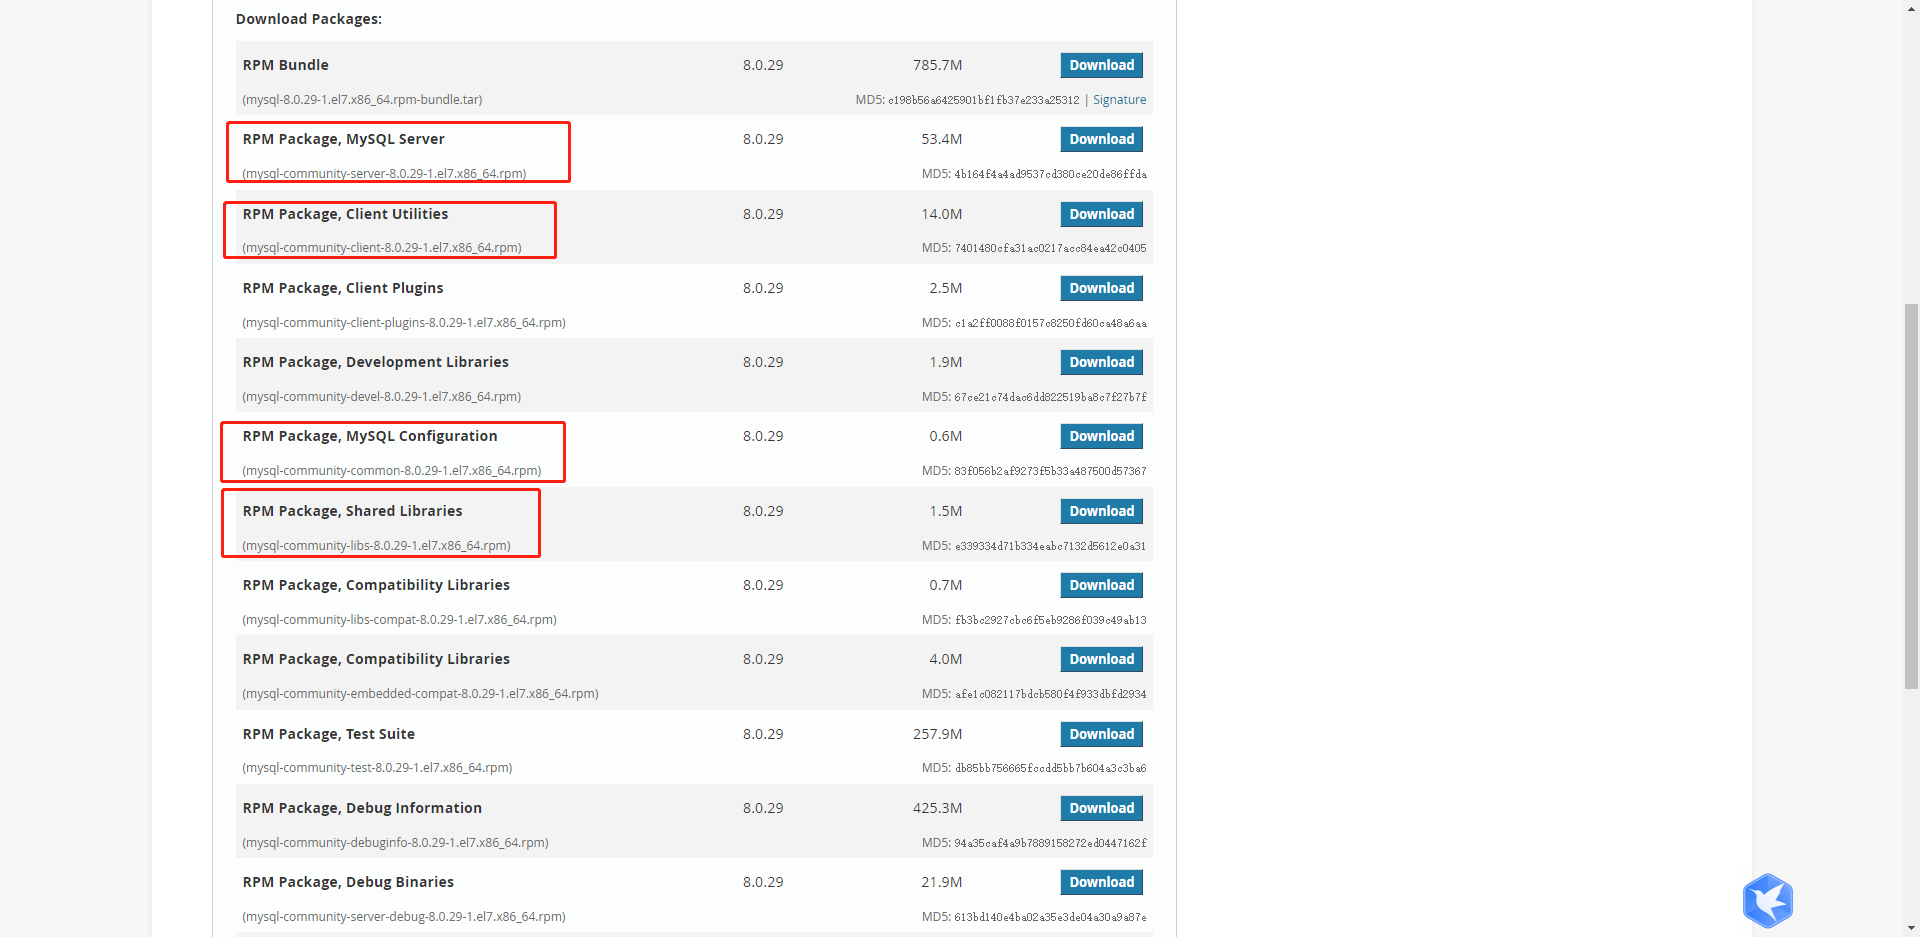 Download Packages:
RPM Bundle 8.0.29 785.7M Download
(mysql-8.0.29-1.el7.x86_64.rpm-bundle.tar) MD5: c198b56a6425901bf1fb37e233a25312 | Signature
RPM Package, MySQL Server 8.0.29 53.4M Download
(mysql-community-server-8.0.29-1.el7.x86_64.rpm) MD5: 4b164f4a4ad9537cd380ce20de86ffda
RPM Package, Client Utilities 8.0.29 14.0M Download
(mysql-community-client-8.0.29-1.el7.x86_64.rpm) MD5: 7401480cfa31ac0217acc84ea42c0405
RPM Package, Client Plugins 8.0.29 2.5M Download
(mysql-community-client-plugins-8.0.29-1.el7.x86_64.rpm) MD5: c1a2ff0088f0157c8250fd60ca48a6aa
RPM Package, Development Libraries 8.0.29 1.9M Download
(mysql-community-devel-8.0.29-1.el7.x86_64.rpm) MD5: 67ce21c74dac6dd822519ba8c7f27b7f
RPM Package, MySQL Configuration 8.0.29 0.6M Download
(mysql-community-common-8.0.29-1.el7.x86_64.rpm) MD5: 83f056b2af9273f5b33a487500d57367
RPM Package, Shared Libraries 8.0.29 1.5M Download
(mysql-community-libs-8.0.29-1.el7.x86_64.rpm) MD5: e339334d71b334eabc7132d5612e0a31
RPM Package, Compatibility Libraries 8.0.29 0.7M Download
(mysql-community-libs-compat-8.0.29-1.el7.x86_64.rpm) MD5: fb3bc2927cbc6f5eb9286f039c49ab13
RPM Package, Compatibility Libraries 8.0.29 4.0M Download
(mysql-community-embedded-compat-8.0.29-1.el7.x86_64.rpm) MD5: afe1c082117bdcb580f4f933dbfd2934
RPM Package, Test Suite 8.0.29 257.9M Download
(mysql-community-test-8.0.29-1.el7.x86_64.rpm) MD5: db85bb756665fccdd5bb7b604a3c3ba6
RPM Package, Debug Information 8.0.29 425.3M Download
(mysql-community-debuginfo-8.0.29-1.el7.x86_64.rpm) MD5: 94a35caf4a9b7889158272ed0447162f
RPM Package, Debug Binaries 8.0.29 21.9M Download
(mysql-community-server-debug-8.0.29-1.el7.x86_64.rpm) MD5: 613bd140e4ba02a35e3de04a30a9a87e